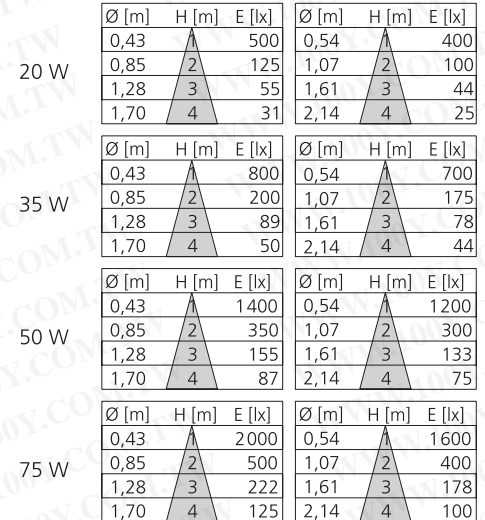 Ø [m] H [m] E [lx] Ø [m] H [m] E [lx]
0,43 1 500 0,54 1 400
20 W 0,85 2 125 1,07 2 100
1,28 3 55 1,61 3 44
1,70 4 31 2,14 4 25
Ø [m] H [m] E [lx] Ø [m] H [m] E [lx]
0,43 1 800 0,54 1 700
35 W 0,85 2 200 1,07 2 175
1,28 3 89 1,61 3 78
1,70 4 50 2,14 4 44
Ø [m] H [m] E [lx] Ø [m] H [m] E [lx]
0,43 1 1400 0,54 1 1200
50 W 0,85 2 350 1,07 2 300
1,28 3 155 1,61 3 133
1,70 4 87 2,14 4 75
Ø [m] H [m] E [lx] Ø [m] H [m] E [lx]
0,43 1 2000 0,54 1 1600
75 W 0,85 2 500 1,07 2 400
1,28 3 222 1,61 3 178
1,70 4 125 2,14 4 100